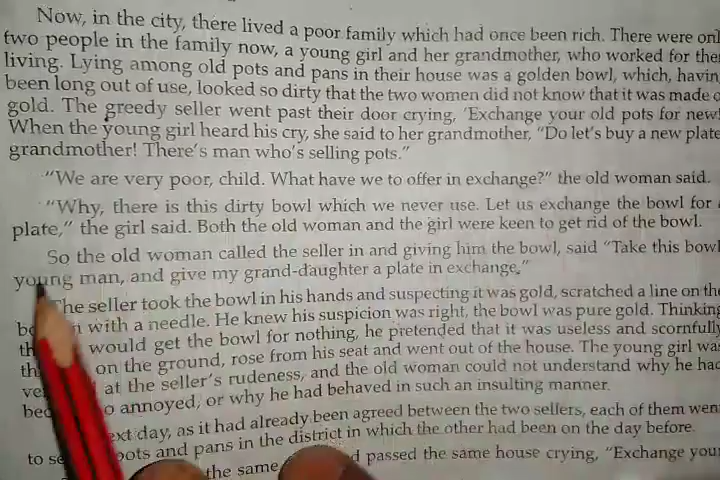 Now, in the city, there lived a poor family which had once been rich. There were
two people in the family now, a young girl and her grandmother, who worked for
living. Lying among old pots and pans in their house was a golden bowl, which,
been long out of use, looked so dirty that the two women did not know that it was made
gold. The greedy seller went past their door crying, 'Exchange your old pots for new!
When the young girl heard his cry, she said to her grandmother, "Do let's buy a new plate
grandmother! There's man who's selling pots."
"We are very poor, child. What have we to offer in exchange?" the old woman said.
"Why, there is this dirty bowl which we never use. Let us exchange the bowl for
plate," the girl said. Both the old woman and the girl were keen to get rid of the bowl.
So the old woman called the seller in and giving him the bowl, said "Take this bowl
young man, and give my grand-daughter a plate in exchange."
The seller took the bowl in his hands and suspecting it was gold, scratched a line on the
with a needle. He knew his suspicion was right, the bowl was pure gold. Thinking
would get the bowl for nothing, he pretended that it was useless and scornfully
on the ground, rose from his seat and went out of the house. The young girl was
at the seller's rudeness, and the old woman could not understand why he had
annoyed, or why he had behaved in such an insulting manner.
day, as it had already been agreed between the two sellers, each of them went
to pots and pans in the district in which the other had been on the day before.
the same passed the same house crying, "Exchange your